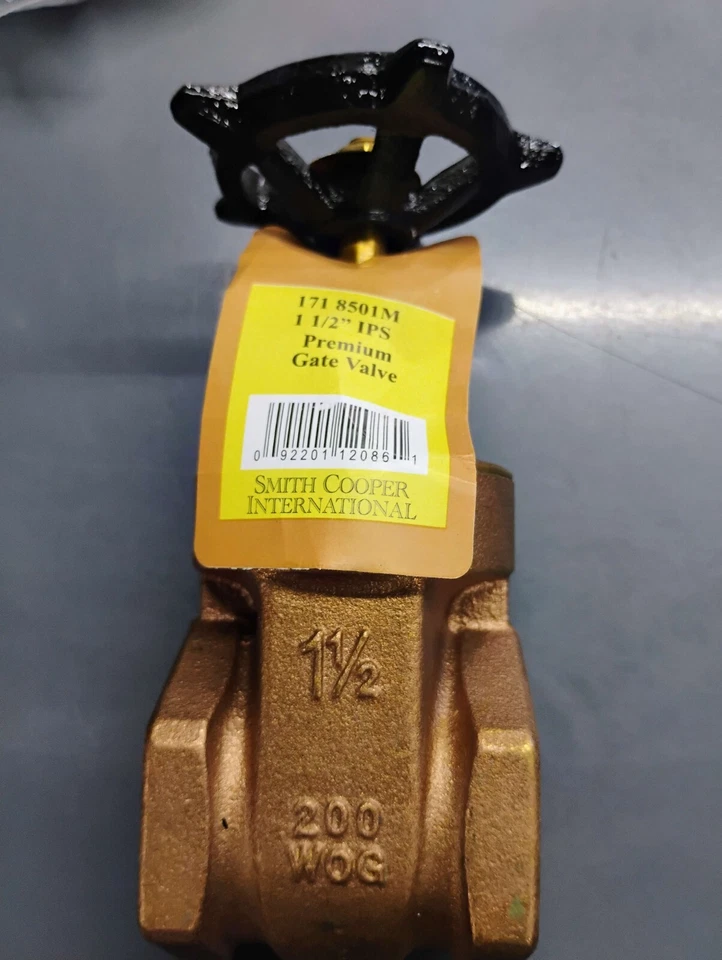 171 8501M
1 1/2" IPS
Premium
Gate Valve
0 92201 12086 1
SMITH COOPER
INTERNATIONAL
1½
200
WOG